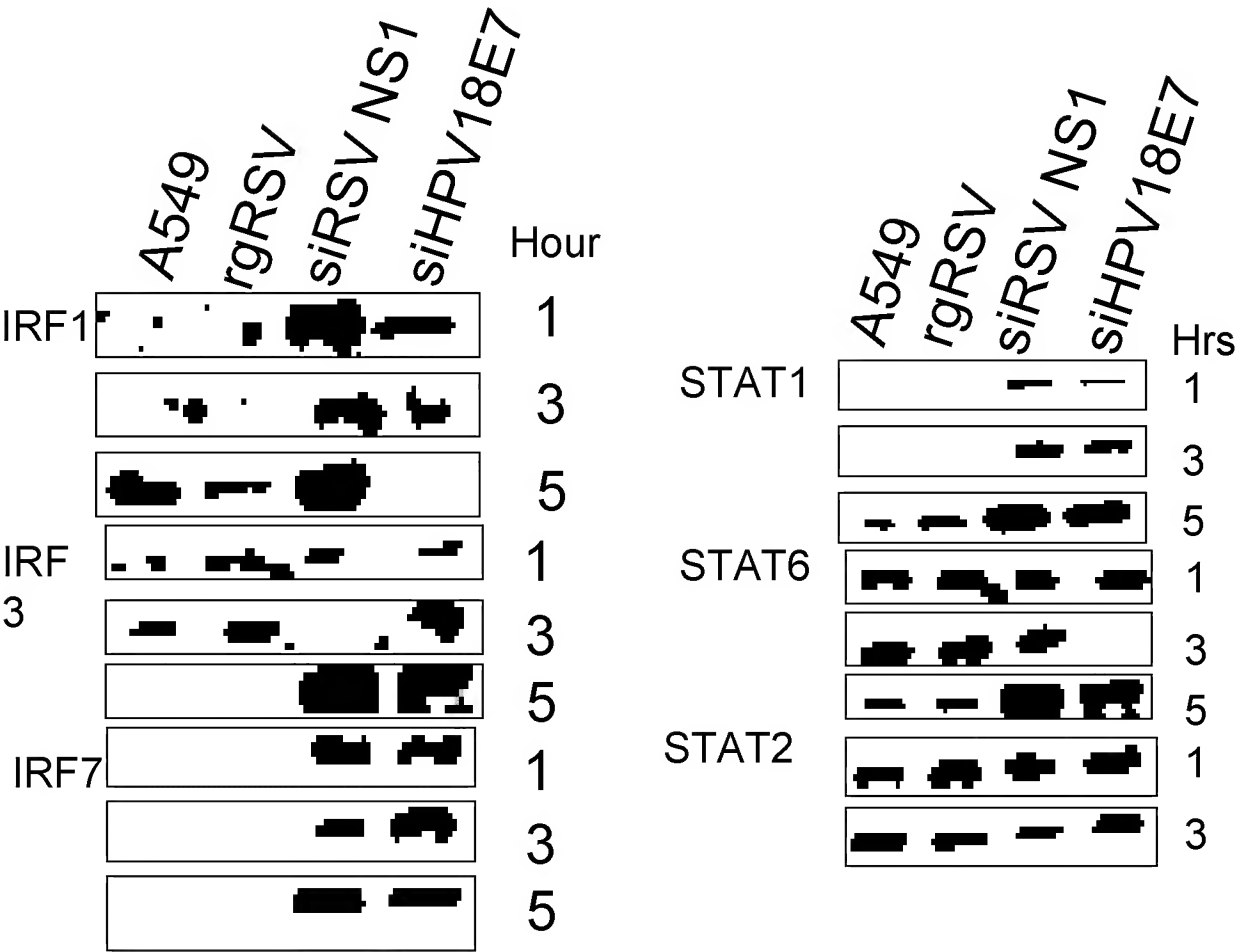 A549 rgRSV siRSV NS1 siHPV18E7 Hour
IRF1 1
3
5
IRF
3
1
3
5
IRF7 1
3
5
A549 rgRSV siRSV NS1 siHPV18E7 Hrs
STAT1 1
3
5
STAT6 1
3
5
STAT2 1
3